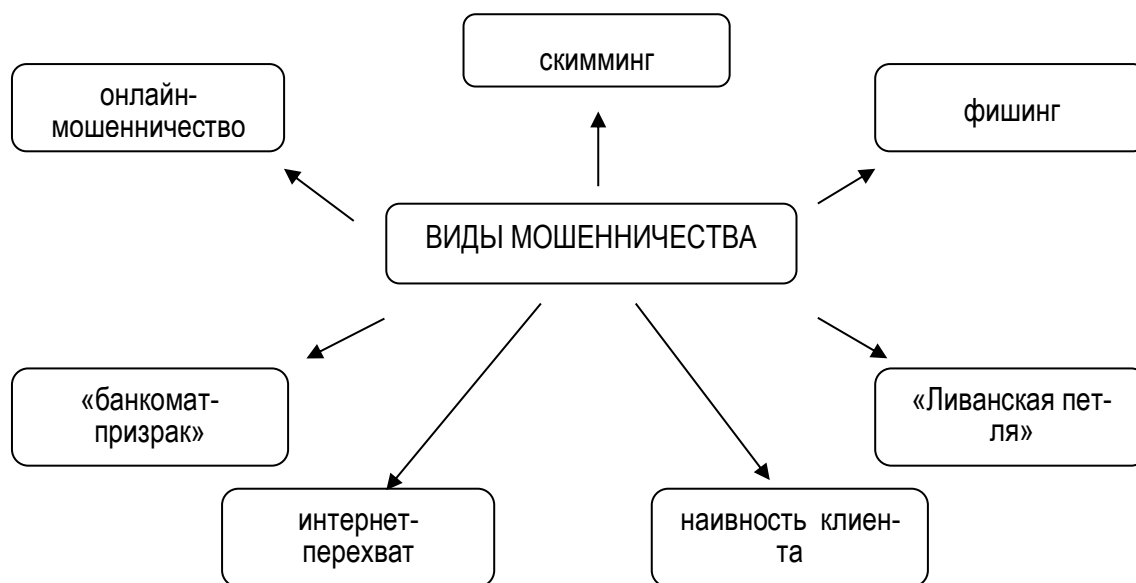 скимминг
онлайн-
мошенничество
фишинг
ВИДЫ МОШЕННИЧЕСТВА
«банкомат-
призрак»
«Ливанская пет-
ля»
интернет-
перехват
наивность клиен-
та